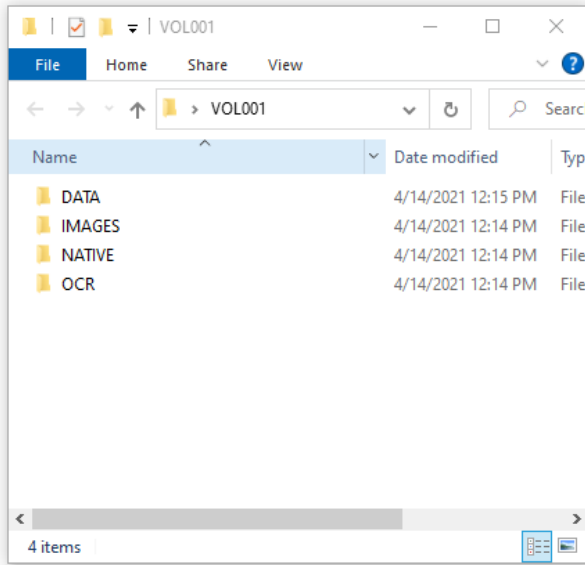 VOL001
File Home Share View ?
VOL001 Searc
Name Date modified Typ
DATA 4/14/2021 12:15 PM File
IMAGES 4/14/2021 12:14 PM File
NATIVE 4/14/2021 12:14 PM File
OCR 4/14/2021 12:14 PM File
4 items